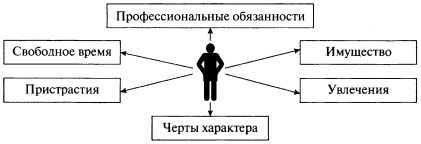 Профессиональные обязанности
Свободное время
Имущество
Пристрастия
Увлечения
Черты характера